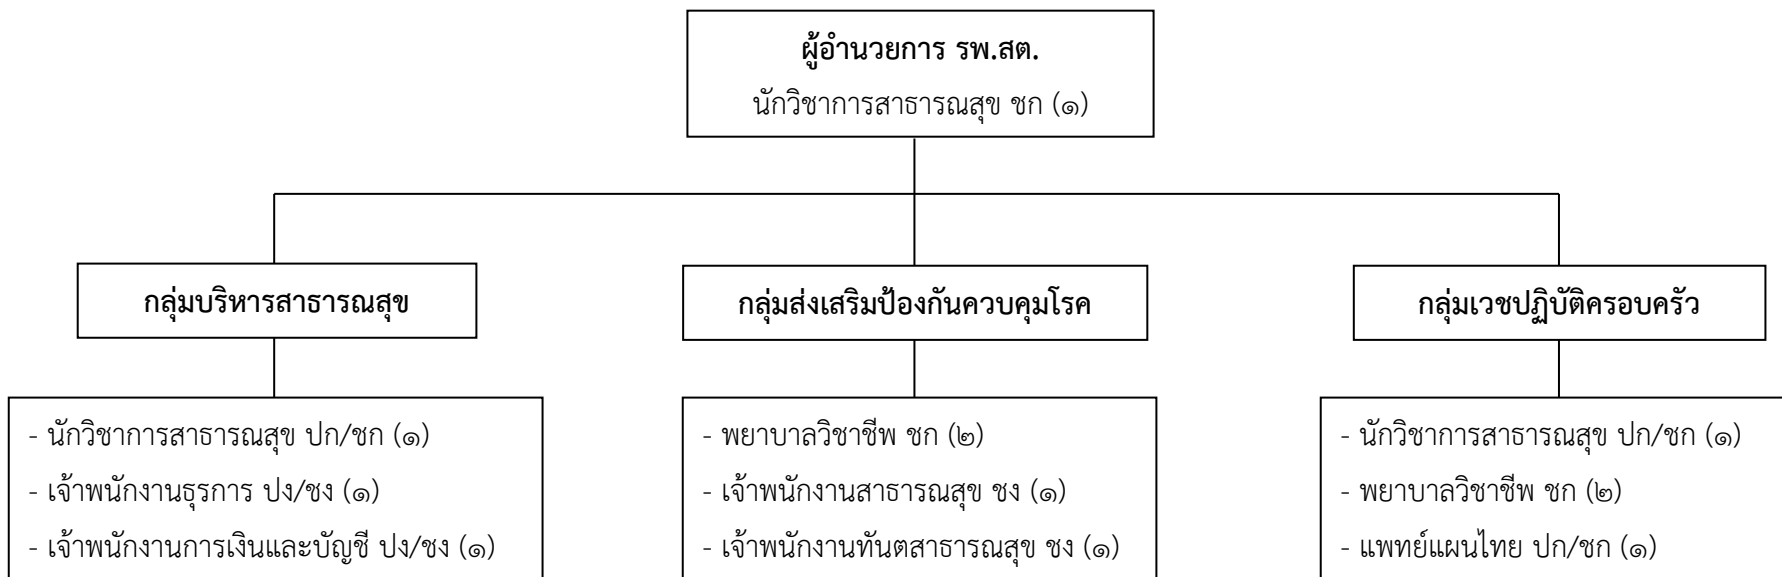 ผู้อำนวยการ รพ.สต.
นักวิชาการสาธารณสุข ชก (๑)
กลุ่มบริหารสาธารณสุข
- นักวิชาการสาธารณสุข ปก/ชก (๑)
- เจ้าพนักงานธุรการ ปง/ชง (๑)
- เจ้าพนักงานการเงินและบัญชี ปง/ชง (๑)
กลุ่มส่งเสริมป้องกันควบคุมโรค
- พยาบาลวิชาชีพ ชก (๒)
- เจ้าพนักงานสาธารณสุข ชง (๑)
- เจ้าพนักงานทันตสาธารณสุข ชง (๑)
กลุ่มเวชปฏิบัติครอบครัว
- นักวิชาการสาธารณสุข ปก/ชก (๑)
- พยาบาลวิชาชีพ ชก (๒)
- แพทย์แผนไทย ปก/ชก (๑)